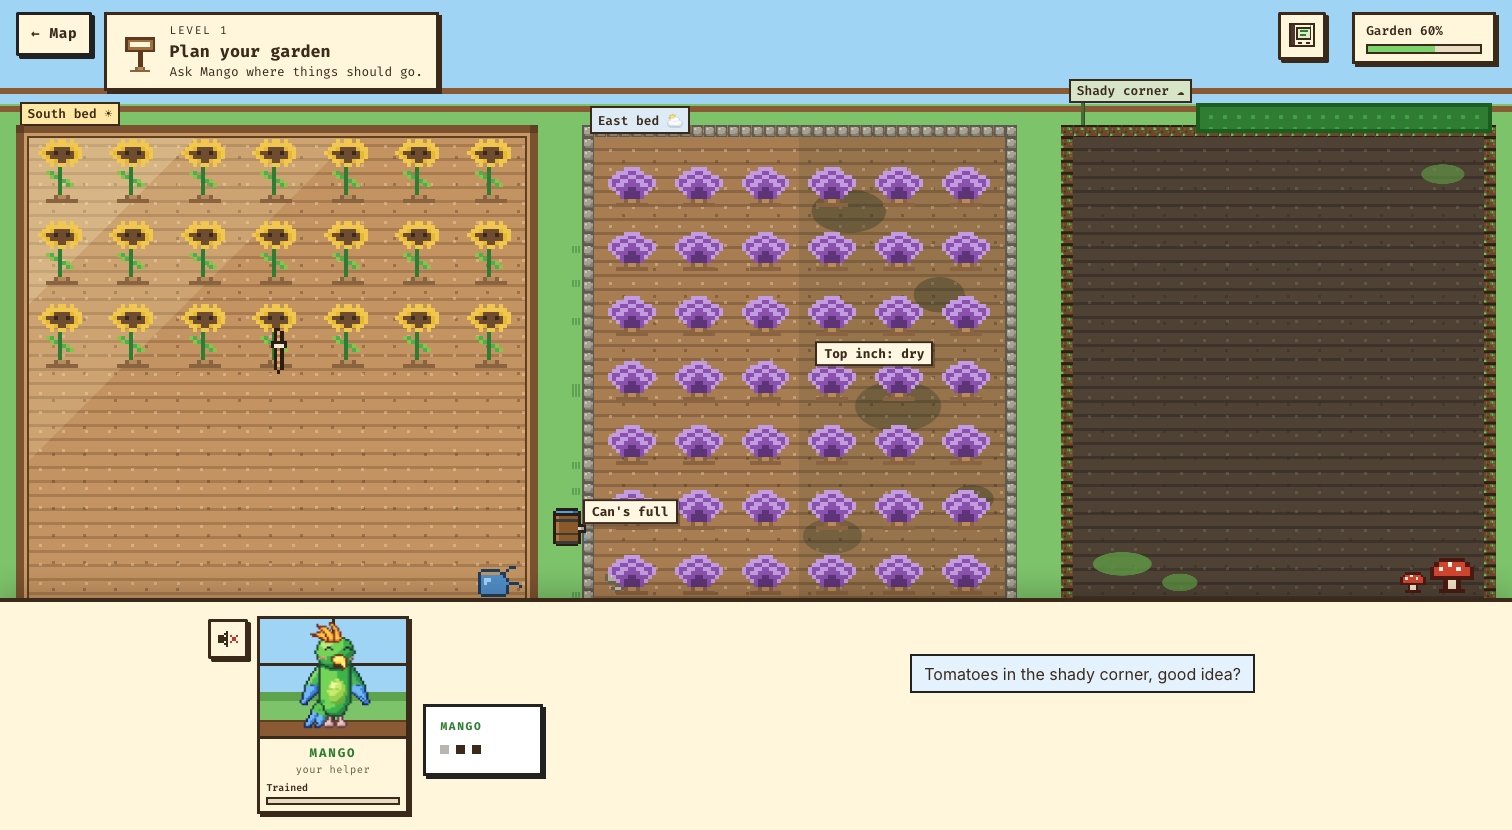 ← Map
LEVEL 1
Plan your garden
Ask Mango where things should go.
Garden 60%
South bed ☀
East bed ⛅
Shady corner ☁
Top inch: dry
Can's full
Tomatoes in the shady corner, good idea?
MANGO
MANGO
your helper
Trained